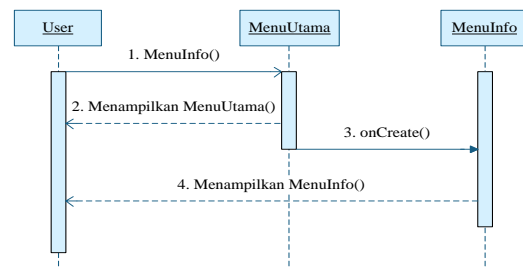 User
MenuUtama
MenuInfo
1. MenuInfo()
2. Menampilkan MenuUtama()
3. onCreate()
4. Menampilkan MenuInfo()